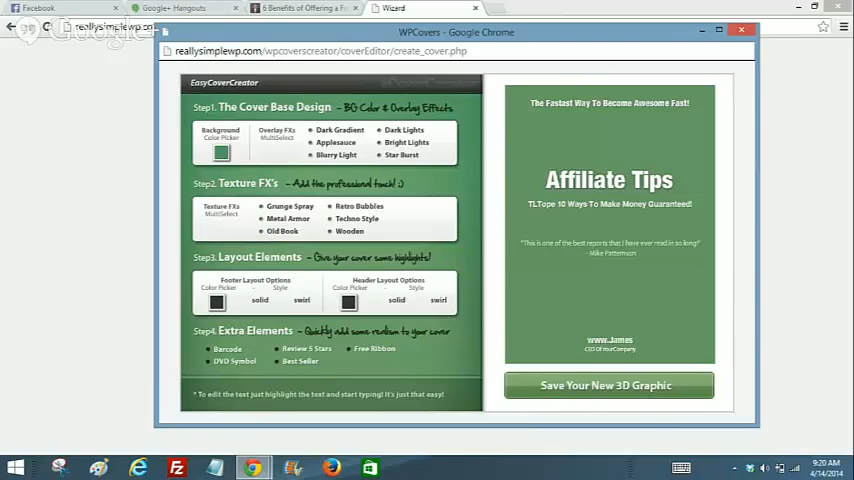 Facebook
Google+ Hangouts
6 Benefits of Offering a Fr
Wizard
reallysimplewp.co
Google+
WPCovers - Google Chrome
reallysimplewp.com/wpcoverscreator/coverEditor/create_cover.php
EasyCoverCreator
Step1. The Cover Base Design - BG Color & Overlay Effects
Background
Color Picker
Overlay FXs
MultiSelect
Dark Gradient
Dark Lights
Applesauce
Bright Lights
Blurry Light
Star Burst
Step2. Texture FX's - Add the professional touch! ;)
Texture FXs
MultiSelect
Grunge Spray
Retro Bubbles
Metal Armor
Techno Style
Old Book
Wooden
Step3. Layout Elements - Give your cover some highlights!
Footer Layout Options
Color Picker - Style
solid swirl
Header Layout Options
Color Picker - Style
solid swirl
Step4. Extra Elements - Quickly add some realism to your cover
Barcode
Review 5 Stars
Free Ribbon
DVD Symbol
Best Seller
* To edit the text just highlight the text and start typing! It's just that easy!
The Fastest Way To Become Awesome Fast!
Affiliate Tips
TLTope 10 Ways To Make Money Guaranteed!
"This is one of the best reports that I have ever read in so long!"
- Mike Patternson
www.James
CEO Of YourCompany
Save Your New 3D Graphic
9:20 AM
4/14/2014